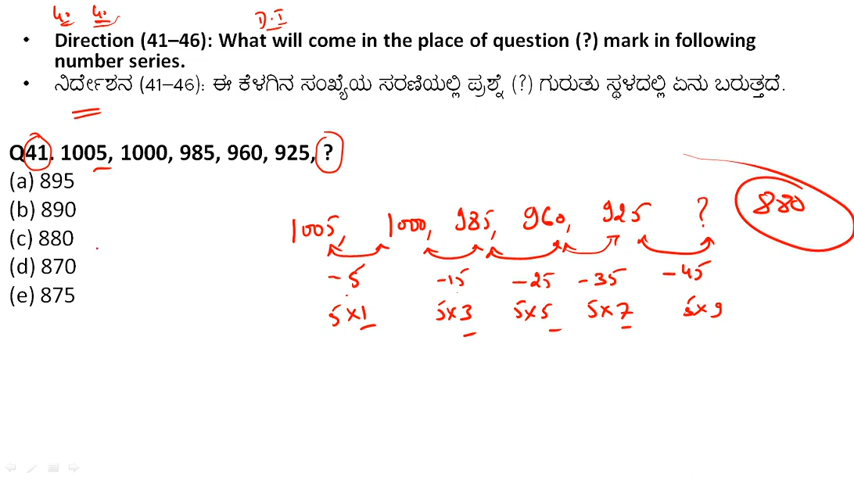 4. 4. D.I
• Direction (41–46): What will come in the place of question (?) mark in following
number series.
• ನಿರ್ದೇಶನ (41–46): ಈ ಕೆಳಗಿನ ಸಂಖ್ಯೆಯ ಸರಣಿಯಲ್ಲಿ ಪ್ರಶ್ನೆ (?) ಗುರುತು ಸ್ಥಳದಲ್ಲಿ ಏನು ಬರುತ್ತದೆ.
Q41. 1005, 1000, 985, 960, 925, ?
(a) 895
(b) 890
(c) 880
(d) 870
(e) 875
1005, 1000, 985, 960, 925 ? 880
-5 -15 -25 -35 -45
5×1 5×3 5×5 5×7 5×9